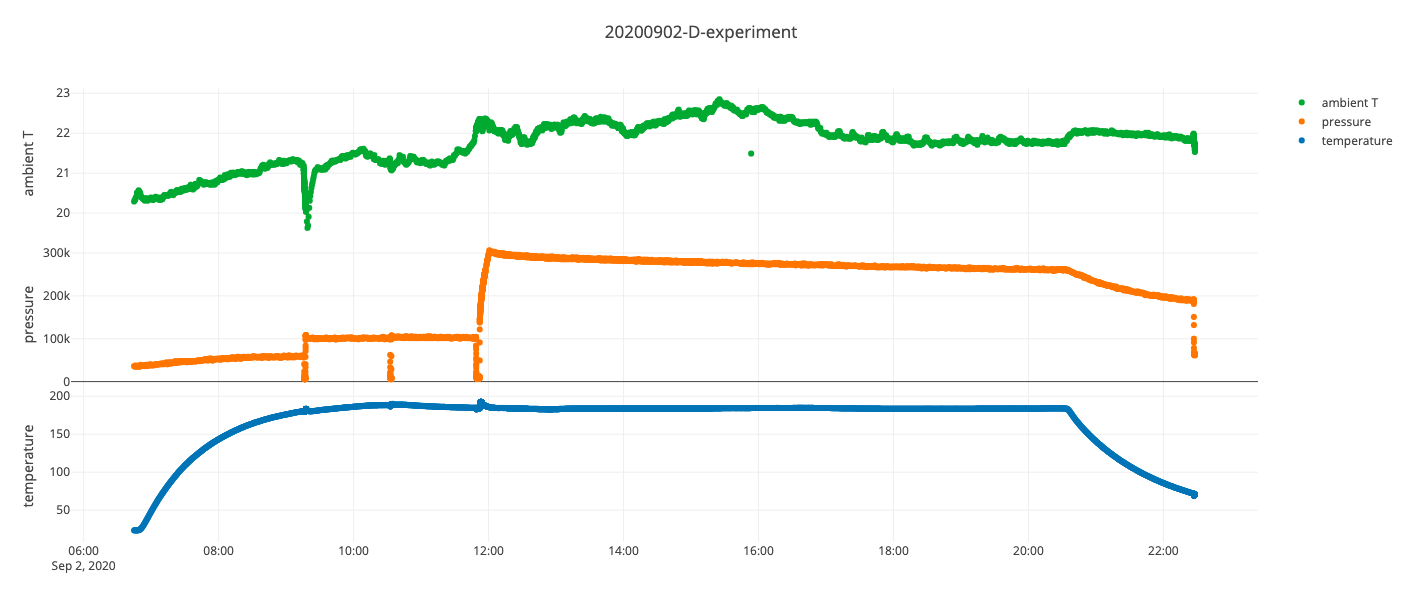 20200902-D-experiment
ambient T
23
22
21
20
pressure
300k
200k
100k
0
temperature
200
150
100
50
06:00 08:00 10:00 12:00 14:00 16:00 18:00 20:00 22:00
Sep 2, 2020
ambient T
pressure
temperature